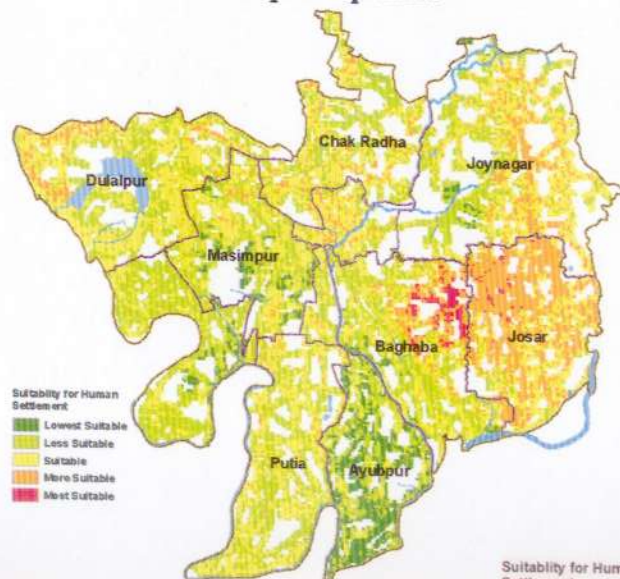 Chak Radha
Joynagar
Dulalpur
Masimpur
Baghaba
Josar
Suitablity for Human
Settlement
Lowest Suitable
Less Suitable
Suitable
More Suitable
Most Suitable
Putia
Ayubpur
Suitablity for Hum